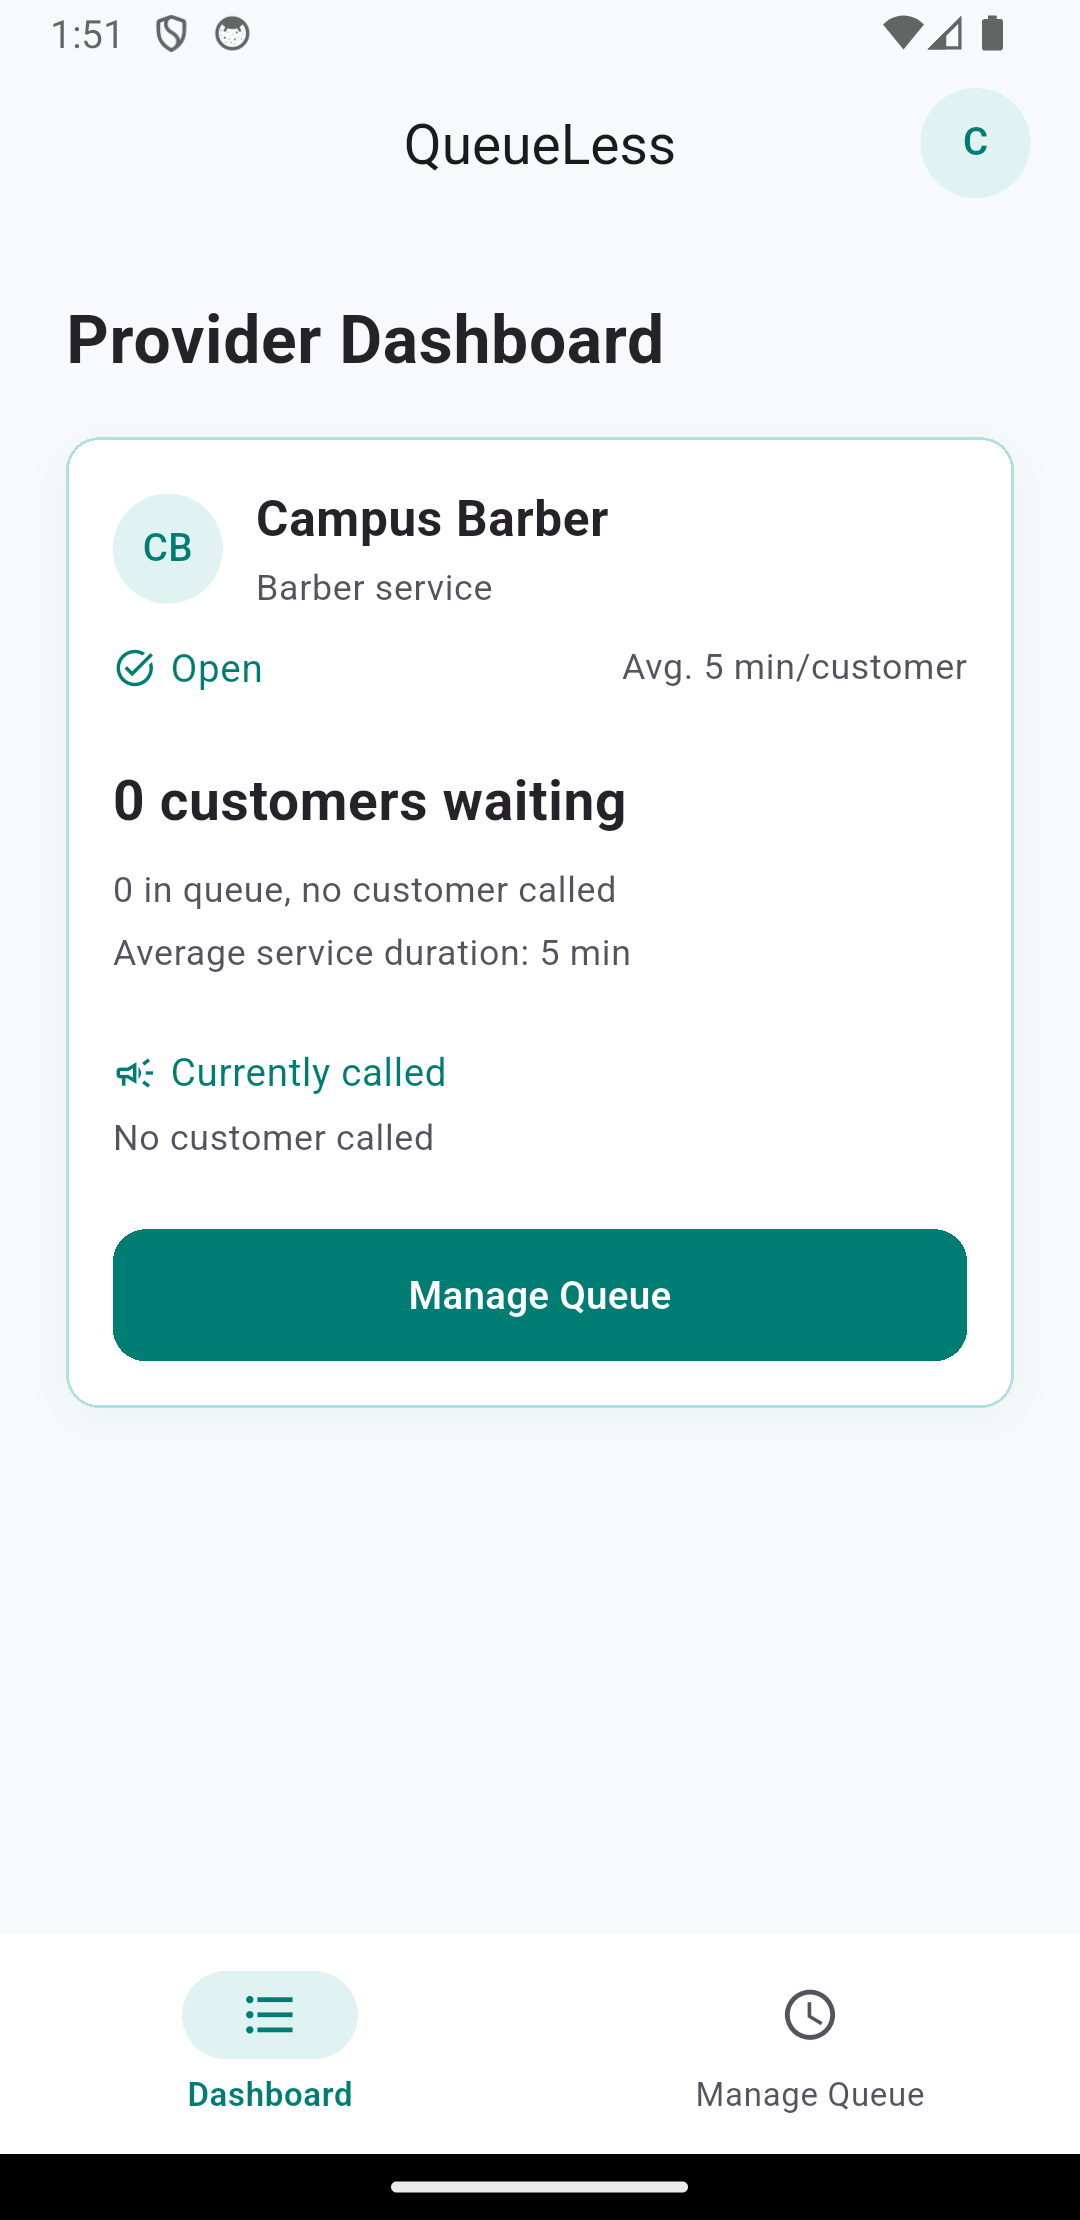 1:51
QueueLess
C
Provider Dashboard
CB
Campus Barber
Barber service
Open
Avg. 5 min/customer
0 customers waiting
0 in queue, no customer called
Average service duration: 5 min
Currently called
No customer called
Manage Queue
Dashboard
Manage Queue